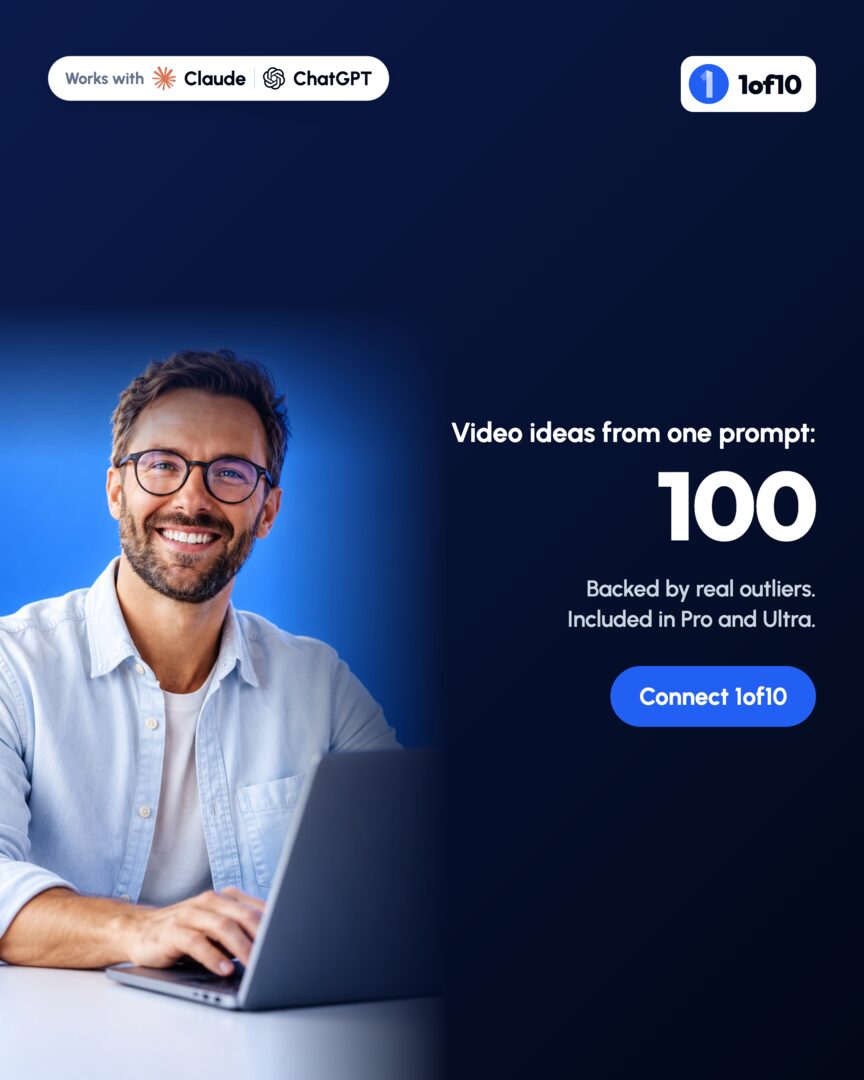 Works with Claude ChatGPT
1of10
Video ideas from one prompt:
100
Backed by real outliers.
Included in Pro and Ultra.
Connect 1of10